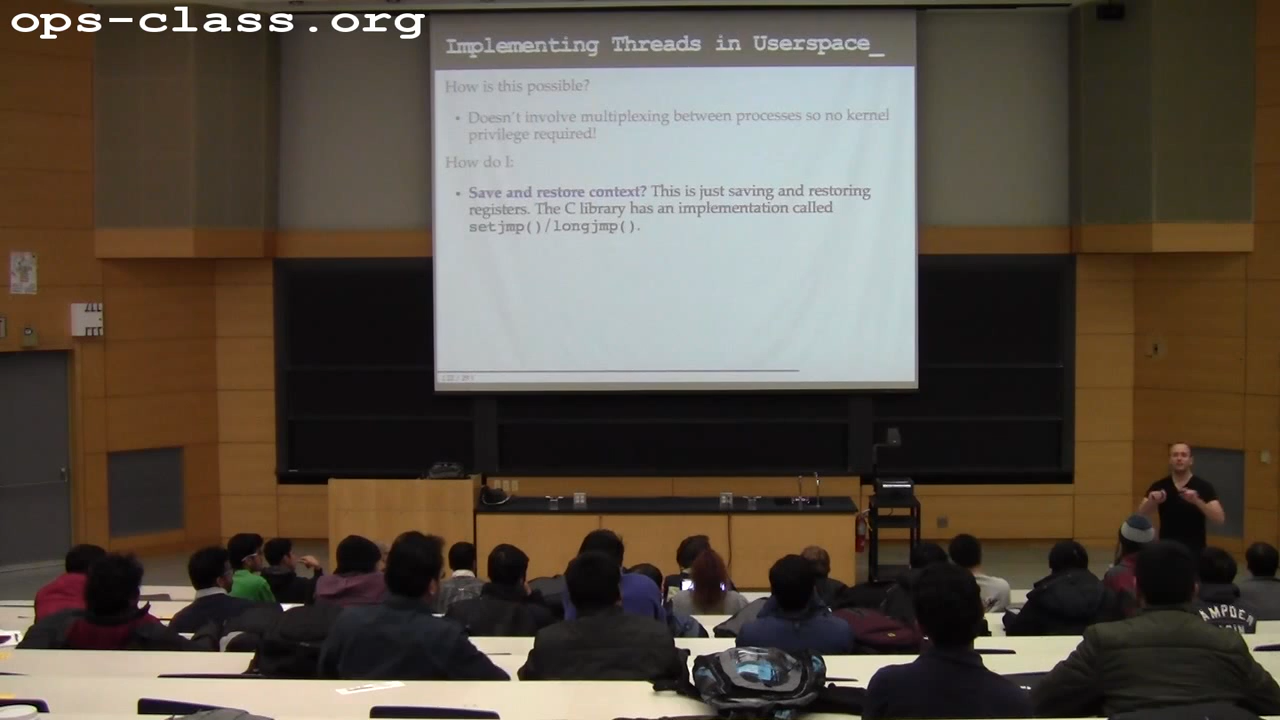 ops-class.org
Implementing Threads in Userspace_
How is this possible?
• Doesn't involve multiplexing between processes so no kernel
privilege required!
How do I:
• Save and restore context? This is just saving and restoring
registers. The C library has an implementation called
setjmp()/longjmp().